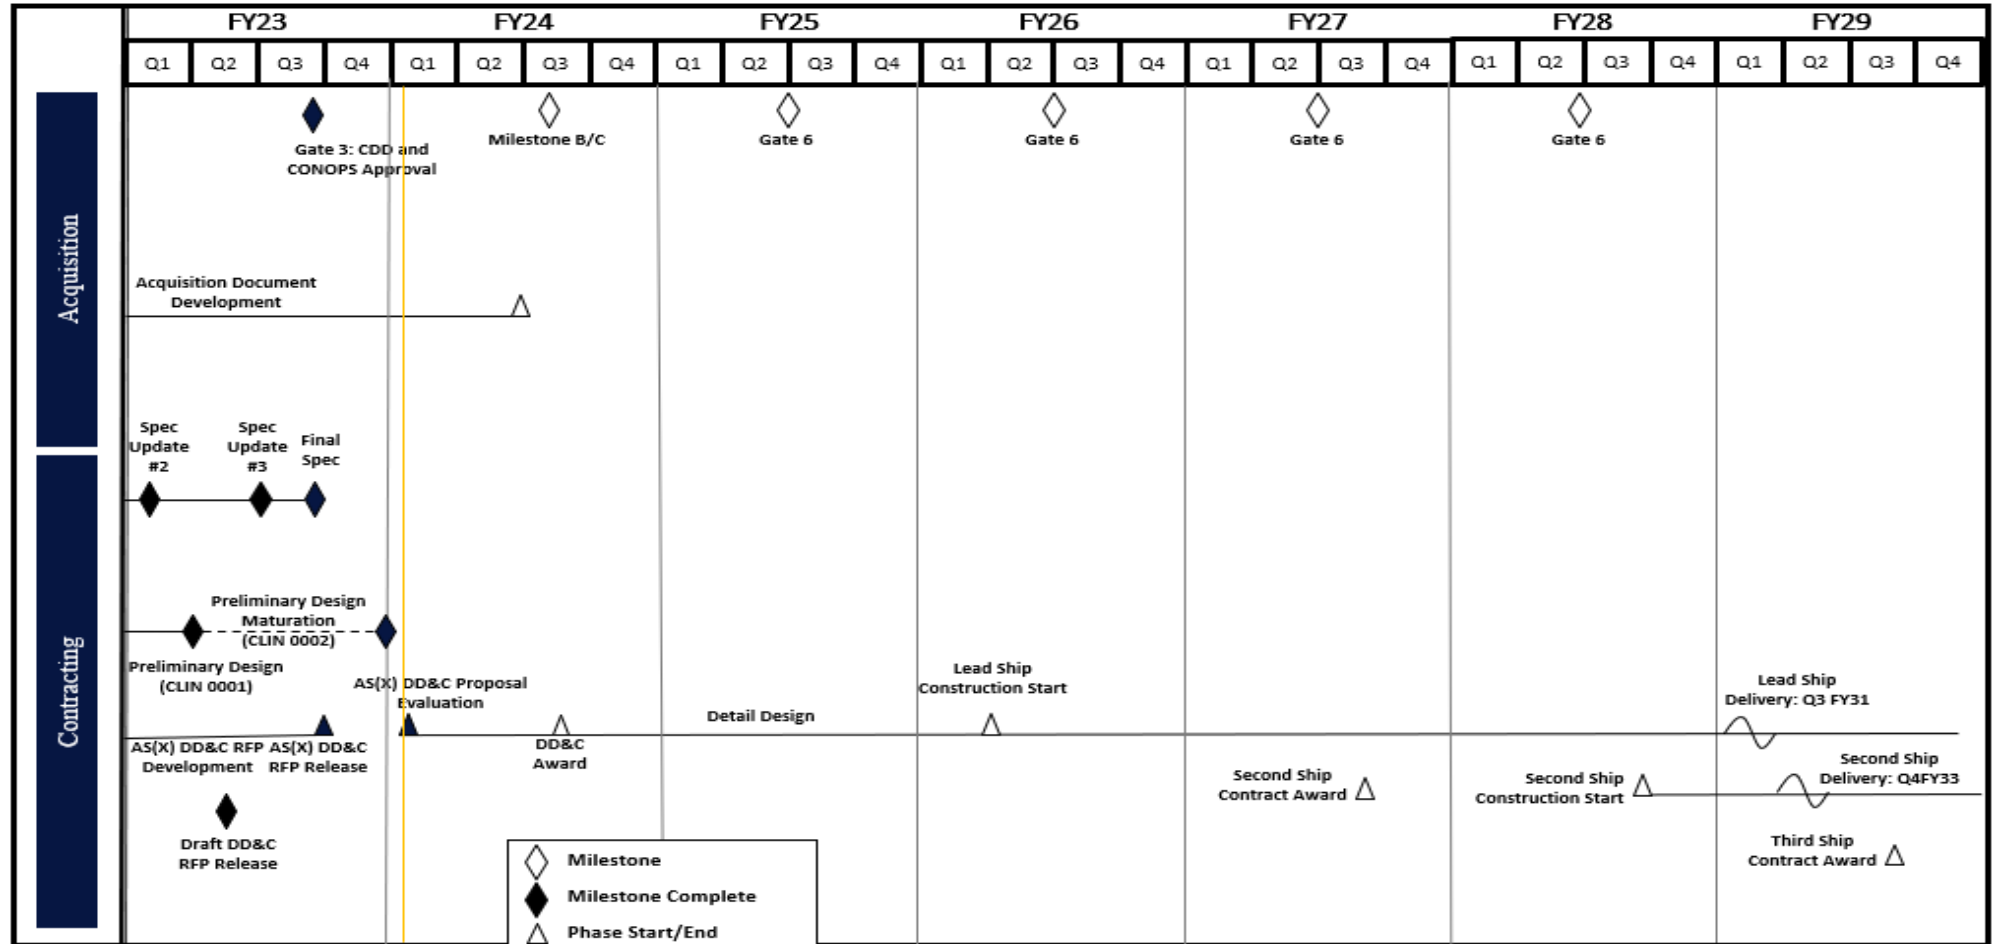 FY23 FY24 FY25 FY26 FY27 FY28 FY29
Q1 Q2 Q3 Q4 Q1 Q2 Q3 Q4 Q1 Q2 Q3 Q4 Q1 Q2 Q3 Q4 Q1 Q2 Q3 Q4 Q1 Q2 Q3 Q4 Q1 Q2 Q3 Q4
Acquisition
Gate 3: CDD and
CONOPS Approval
Milestone B/C
Gate 6
Gate 6
Gate 6
Gate 6
Acquisition Document
Development
Contracting
Spec
Update
#2
Spec
Update
#3
Final
Spec
Preliminary Design
Maturation
(CLIN 0002)
Preliminary Design
(CLIN 0001)
AS(X) DD&C Proposal
Evaluation
Detail Design
Lead Ship
Construction Start
Lead Ship
Delivery: Q3 FY31
AS(X) DD&C RFP
Development
AS(X) DD&C
RFP Release
DD&C
Award
Second Ship
Contract Award
Second Ship
Construction Start
Second Ship
Delivery: Q4FY33
Draft DD&C
RFP Release
Third Ship
Contract Award
Milestone
Milestone Complete
Phase Start/End